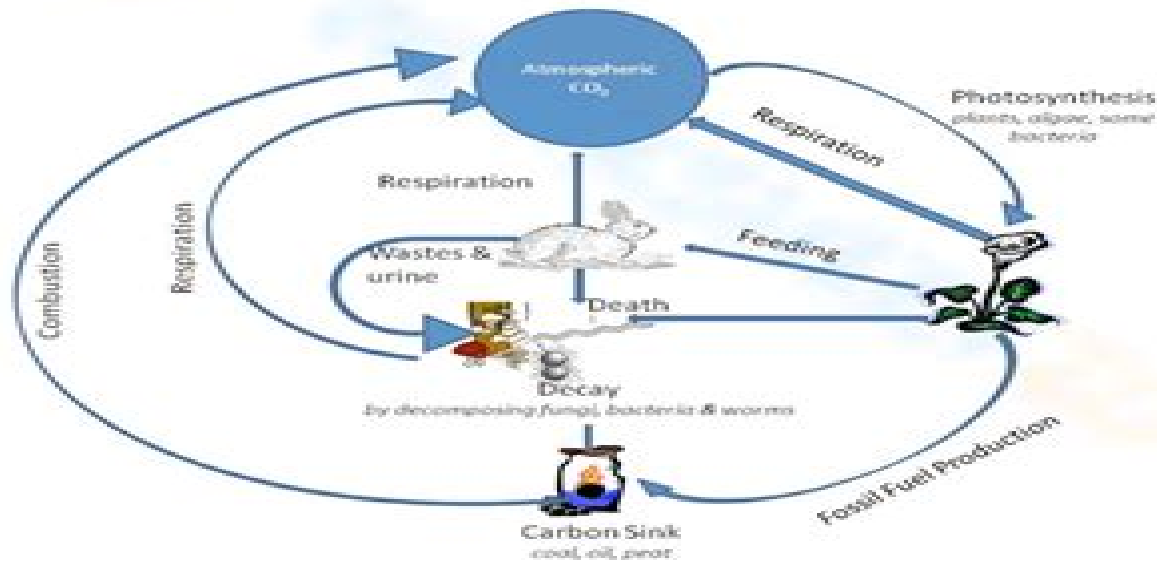 Atmospheric
CO₂
Photosynthesis
plants, algae, some
bacteria
Respiration
Respiration
Respiration
Combustion
Feeding
Wastes &
urine
Death
Decay
by decomposing fungi, bacteria & worms
Fossil Fuel Production
Carbon Sink
coal, oil, peat